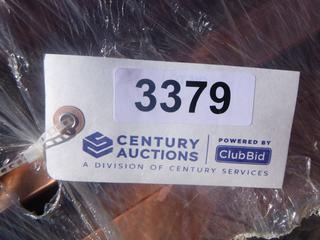 3379
CENTURY AUCTIONS
POWERED BY
ClubBid
A DIVISION OF CENTURY SERVICES